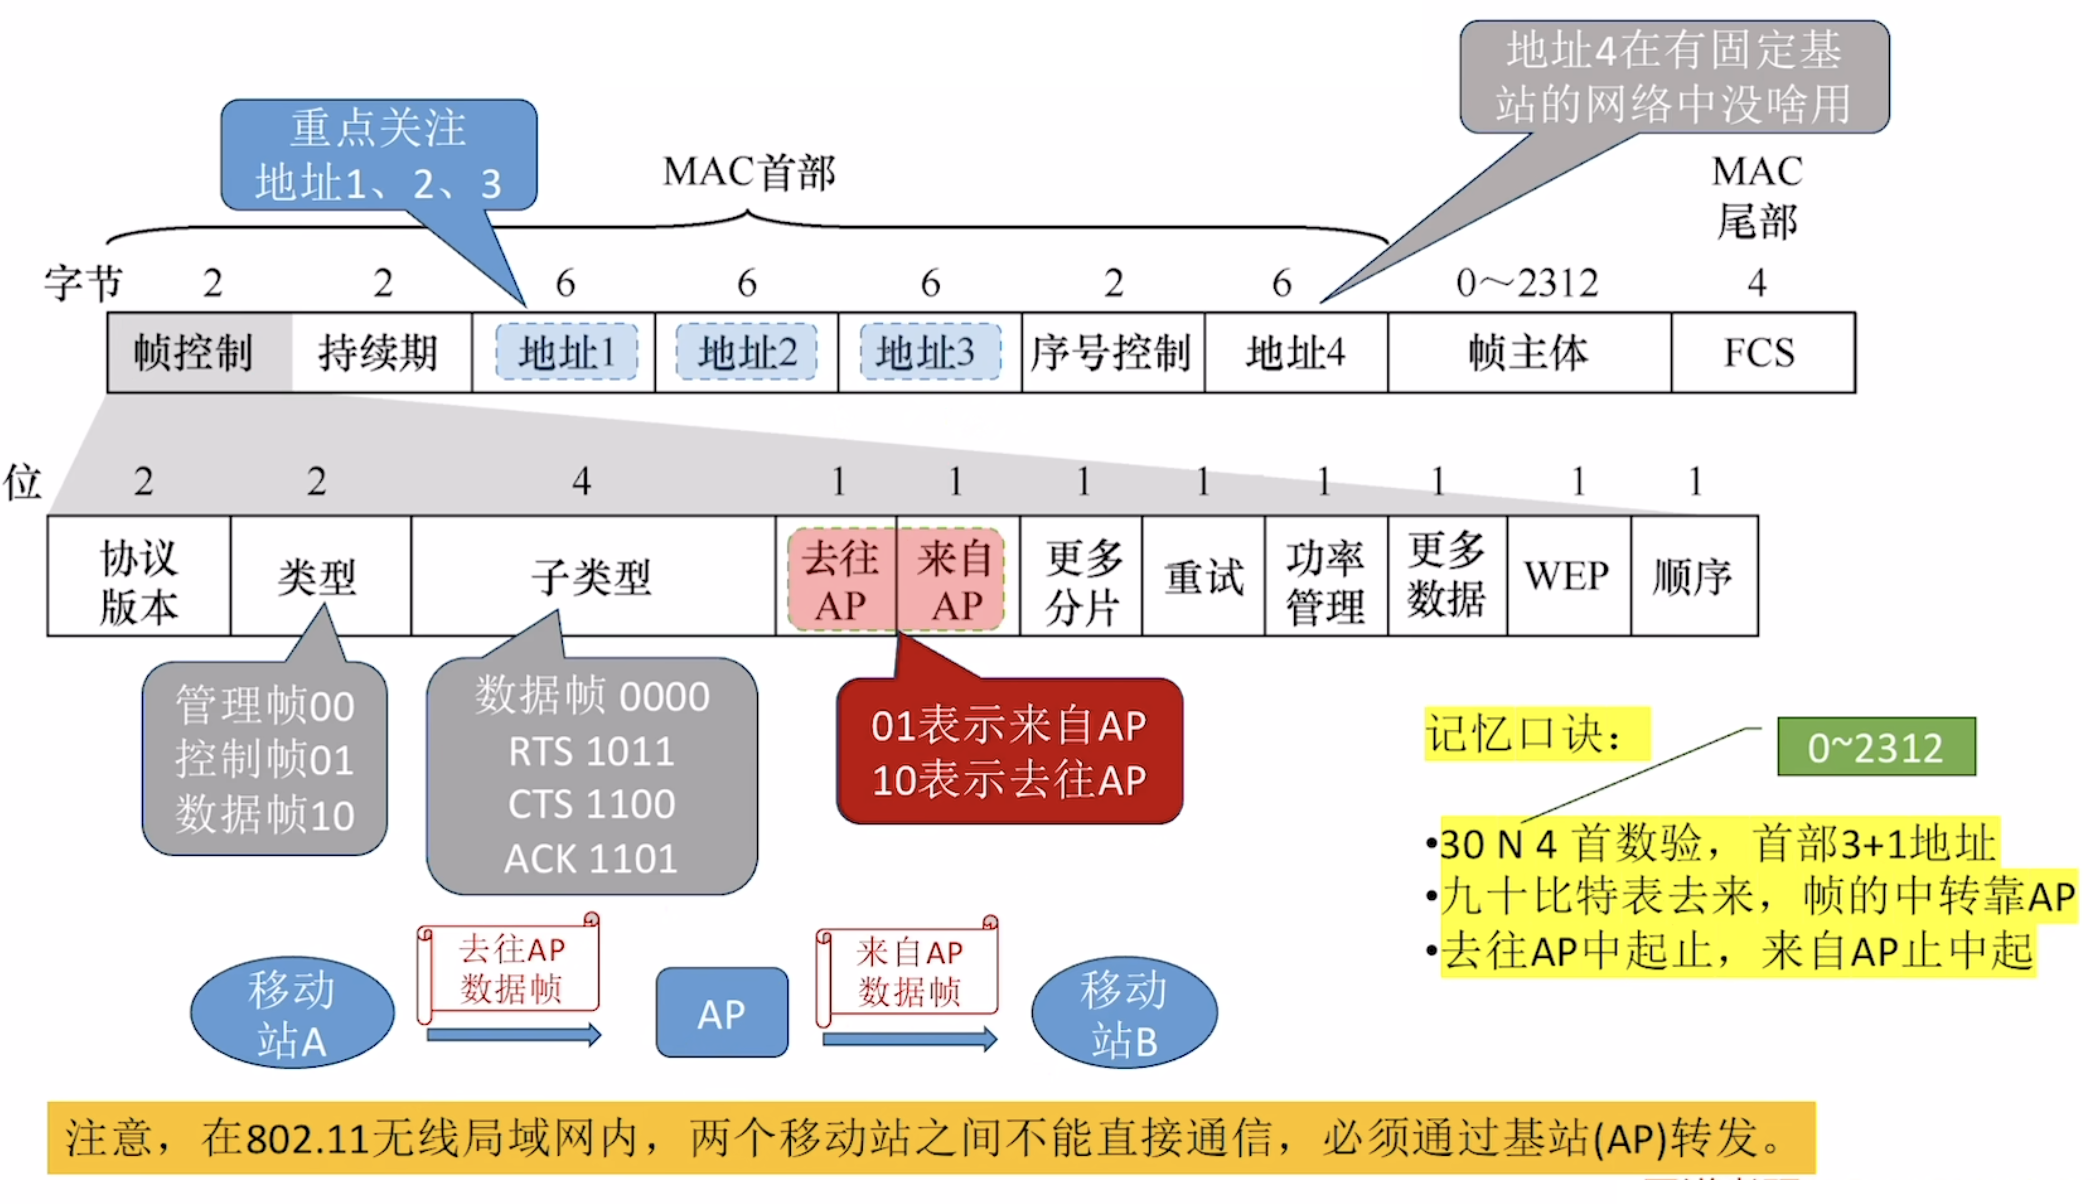 地址4在有固定基
站的网络中没啥用
重点关注
地址1、2、3
MAC首部
MAC
尾部
字节 2 2 6 6 6 2 6 0～2312 4
帧控制 持续期 地址1 地址2 地址3 序号控制 地址4 帧主体 FCS
位 2 2 4 1 1 1 1 1 1 1 1
协议
版本
类型
子类型
去往
AP
来自
AP
更多
分片
重试
功率
管理
更多
数据
WEP
顺序
管理帧00
控制帧01
数据帧10
数据帧 0000
RTS 1011
CTS 1100
ACK 1101
01表示来自AP
10表示去往AP
记忆口诀：
0~2312
•30 N 4 首数验，首部3+1地址
•九十比特表去来，帧的中转靠AP
•去往AP中起止，来自AP止中起
移动
站A
去往AP
数据帧
AP
来自AP
数据帧
移动
站B
注意，在802.11无线局域网内，两个移动站之间不能直接通信，必须通过基站(AP)转发。